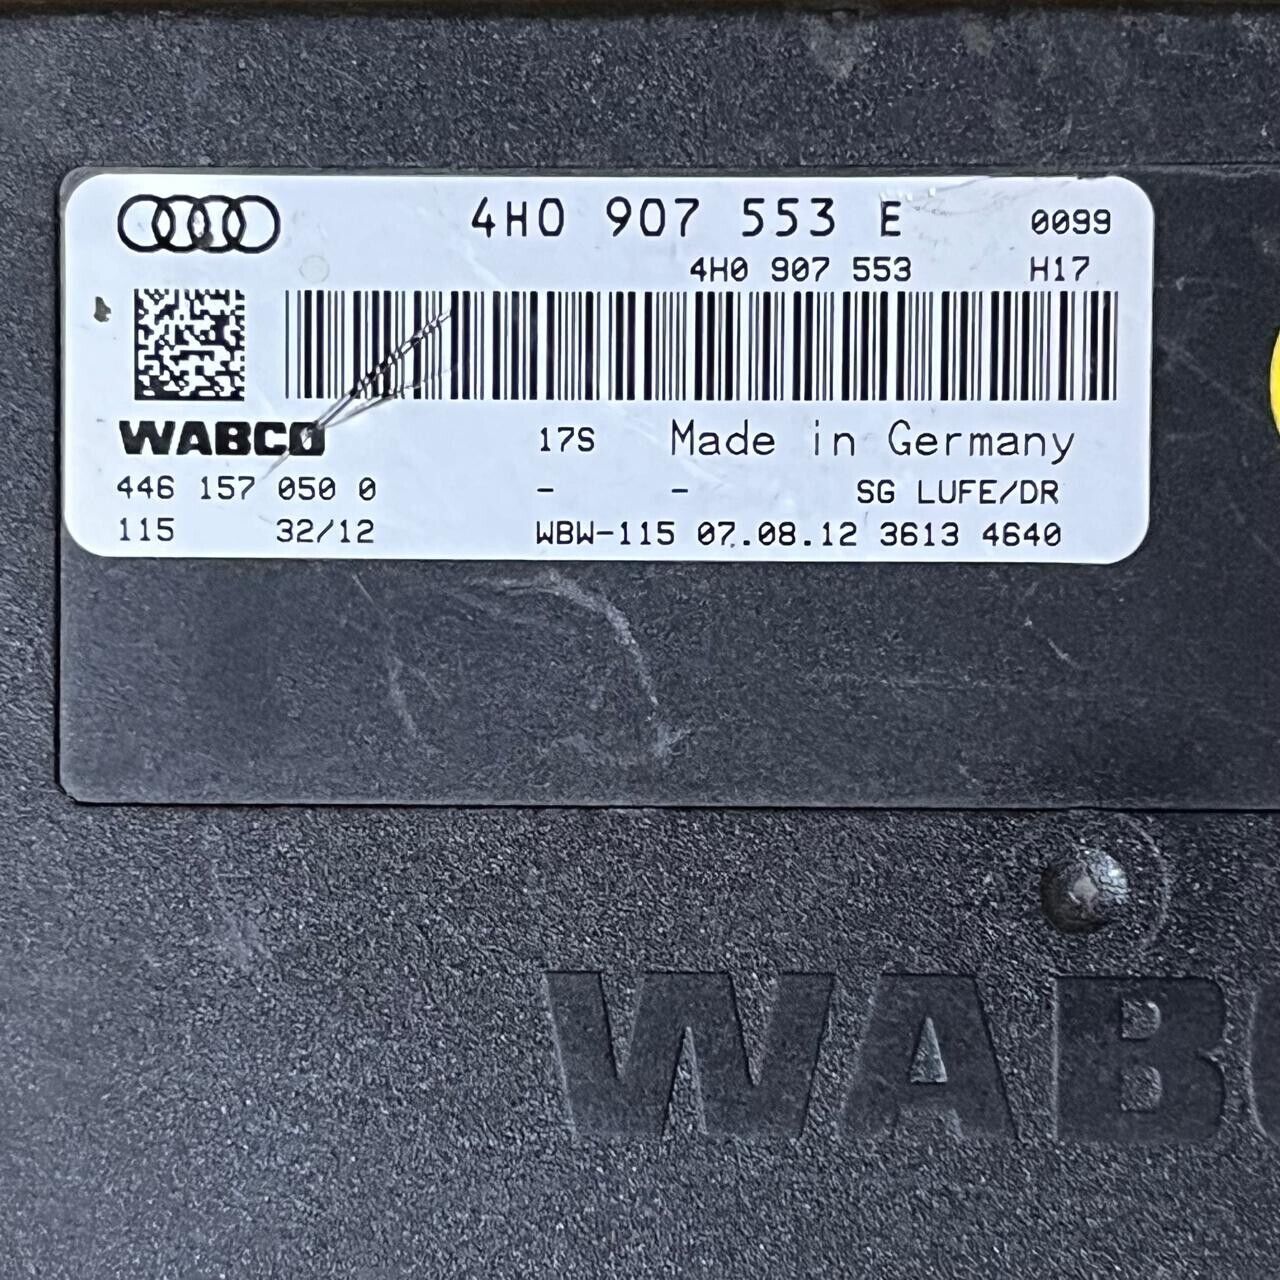 4H0 907 553 E 0099
4H0 907 553 H17
WABCO 17S Made in Germany
446 157 050 0 - - SG LUFE/DR
115 32/12 WBW-115 07.08.12 3613 4640
WAB